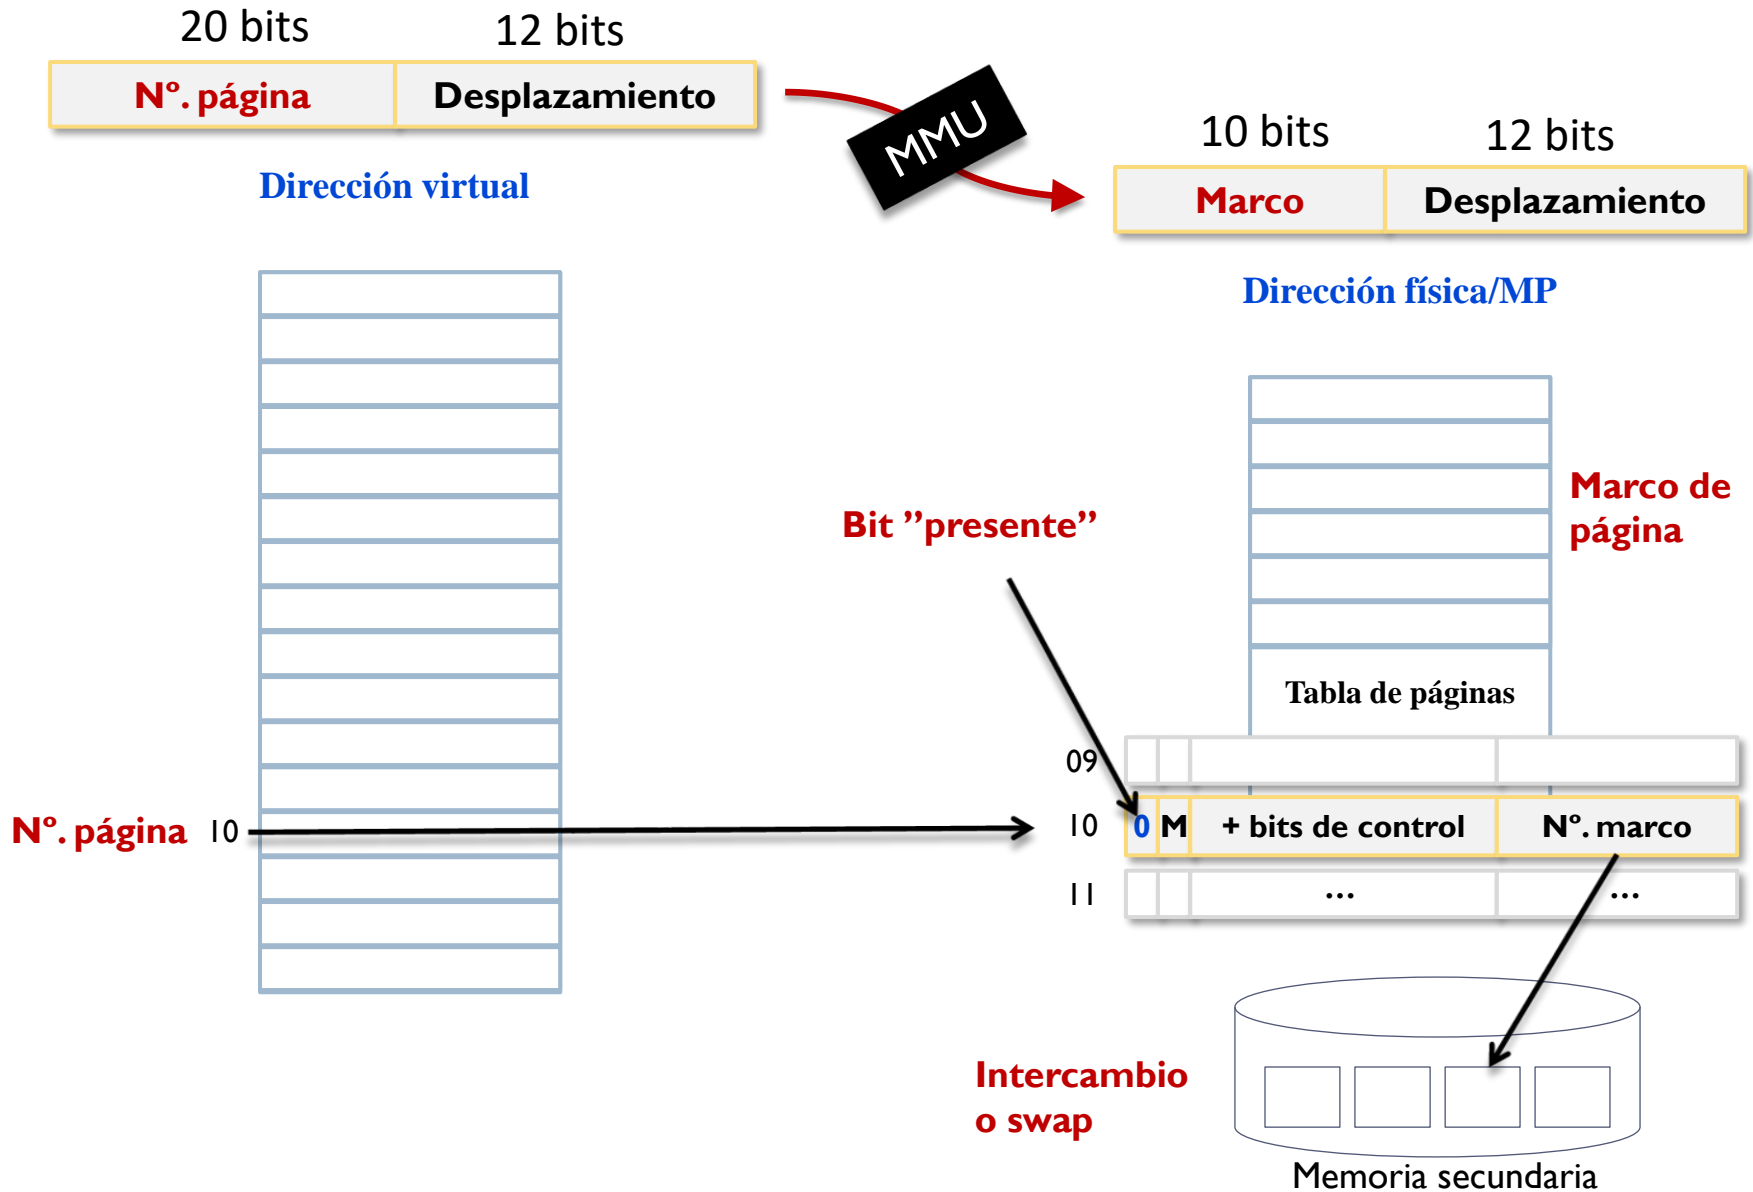 20 bits
12 bits
Nº. página
Desplazamiento
MMU
Dirección virtual
10 bits
12 bits
Marco
Desplazamiento
Dirección física/MP
Marco de
página
Bit ”presente”
Tabla de páginas
09
Nº. página
10
10
0
M
+ bits de control
Nº. marco
11
...
...
Intercambio
o swap
Memoria secundaria